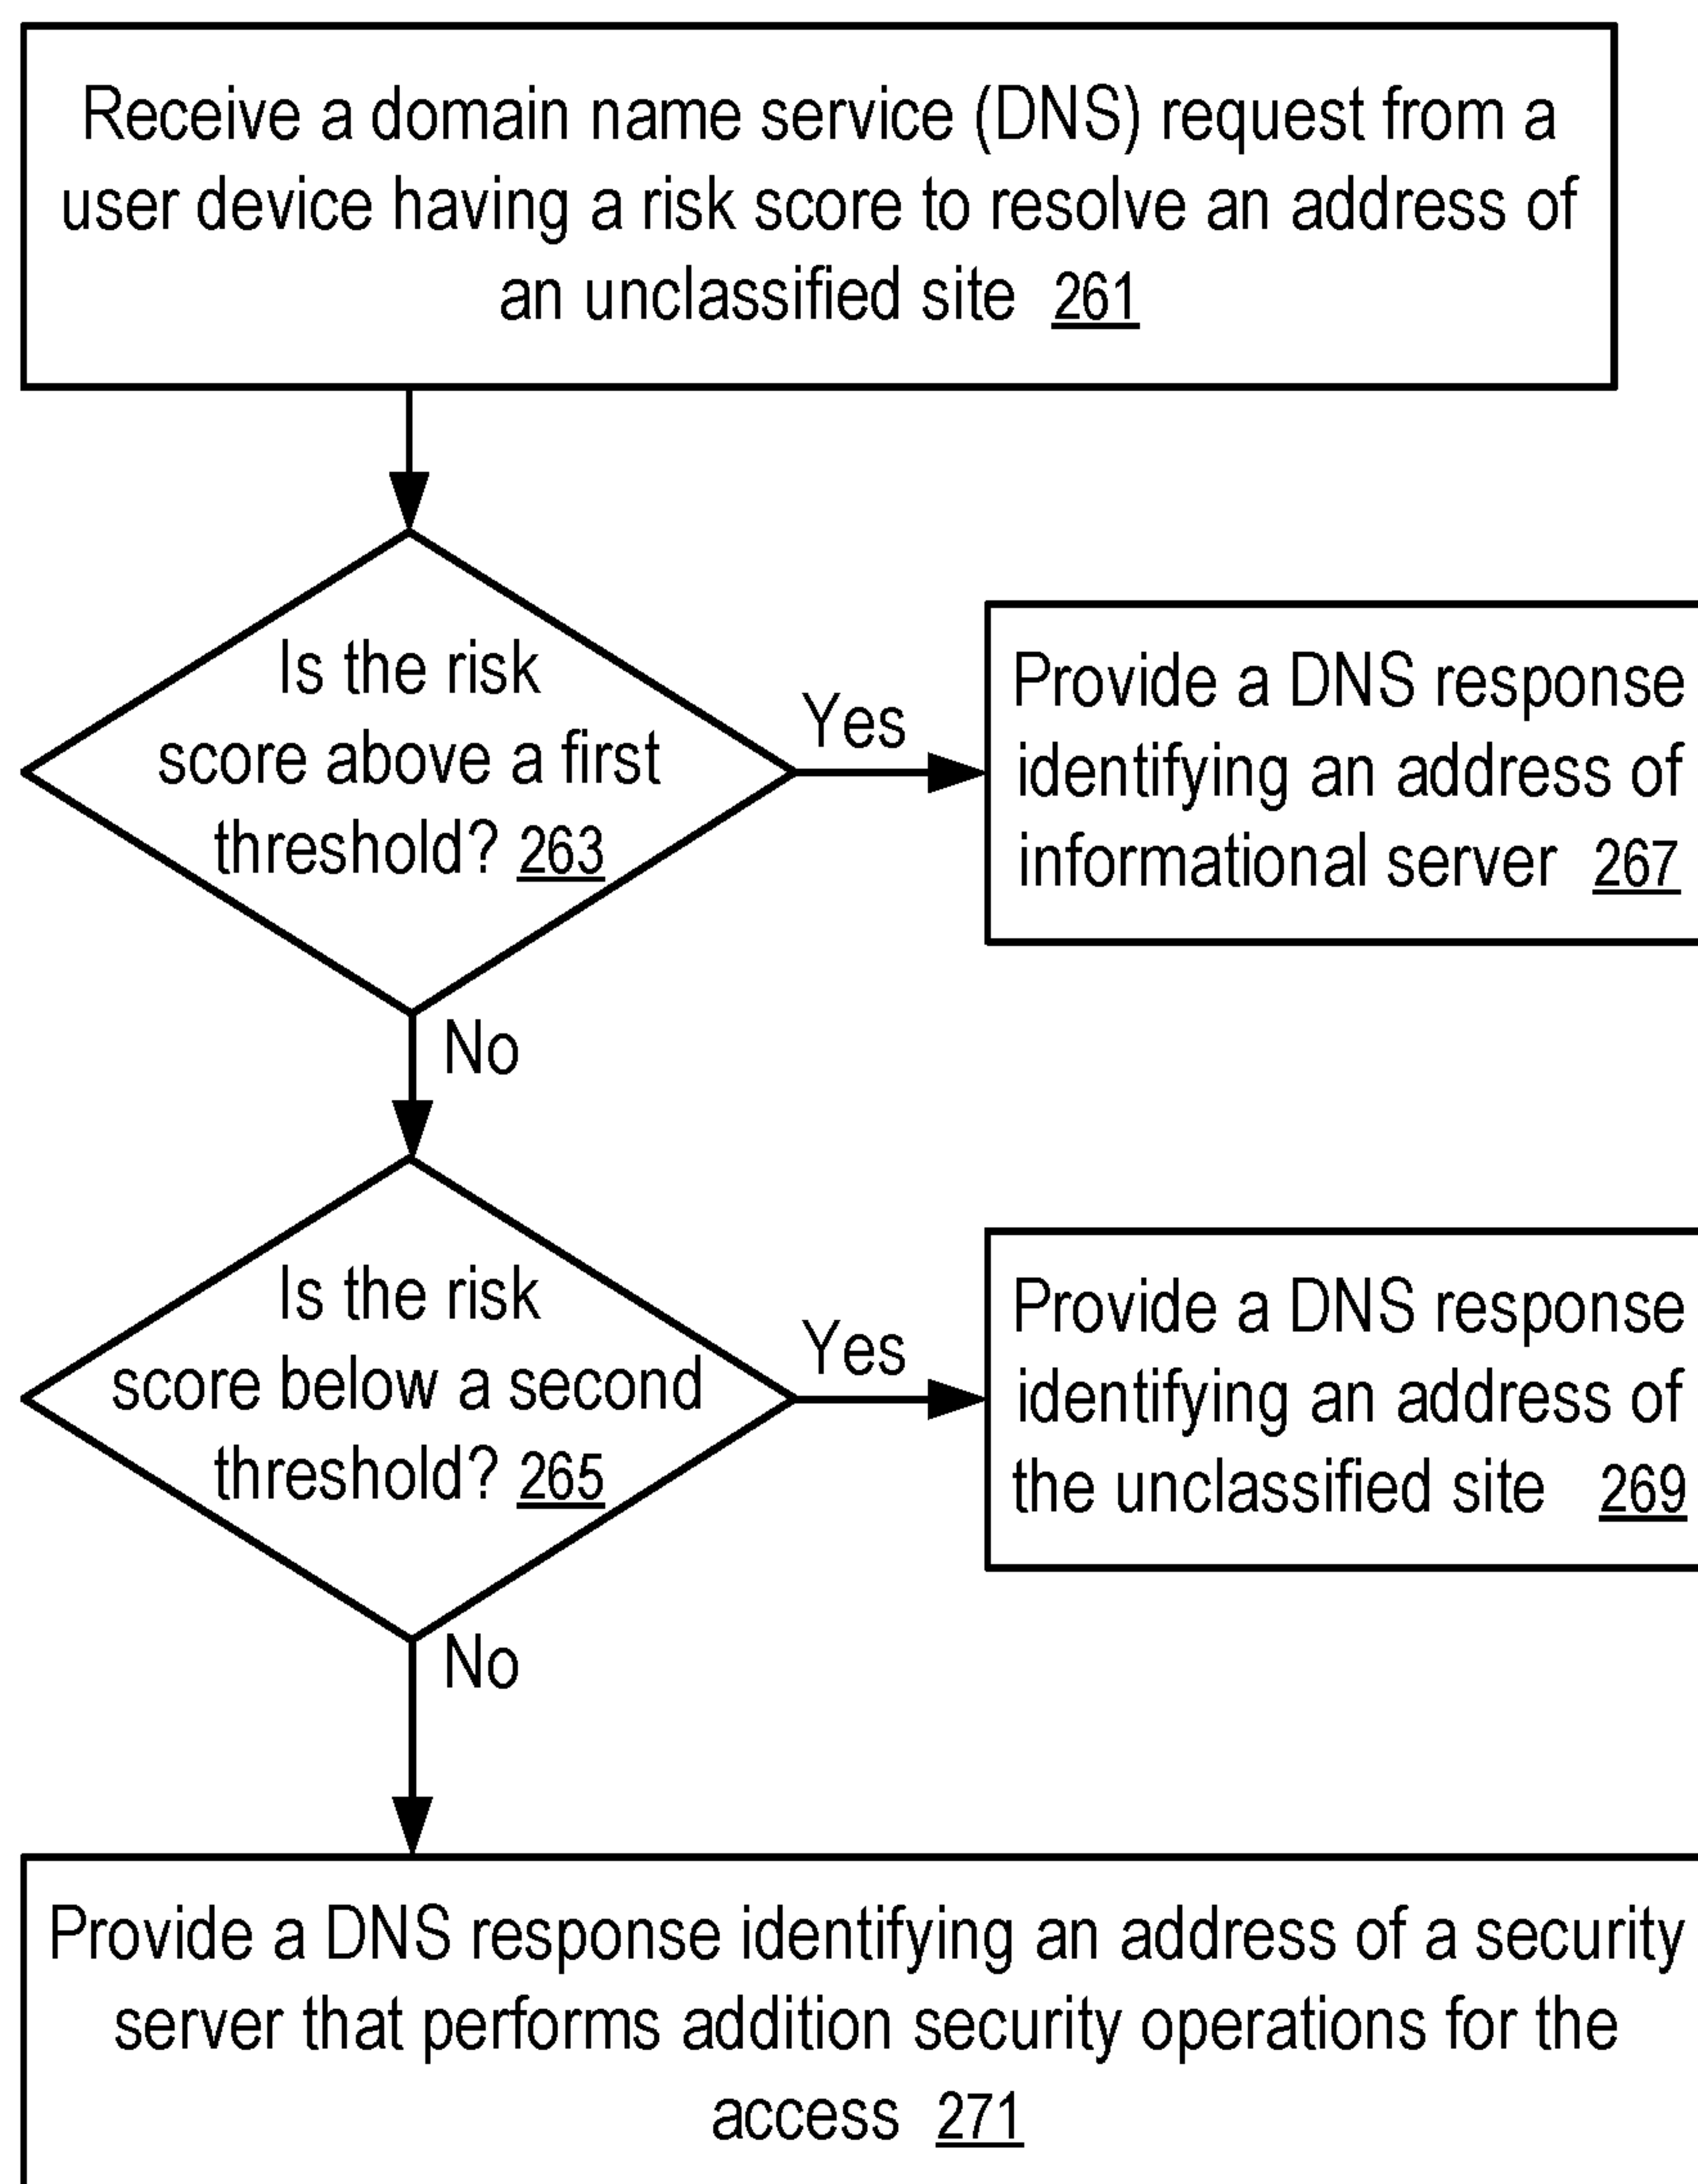 Receive a domain name service (DNS) request from a
user device having a risk score to resolve an address of
an unclassified site 261
Is the risk
score above a first
threshold? 263
Yes
Provide a DNS response
identifying an address of
informational server 267
No
Is the risk
score below a second
threshold? 265
Yes
Provide a DNS response
identifying an address of
the unclassified site 269
No
Provide a DNS response identifying an address of a security
server that performs addition security operations for the
access 271